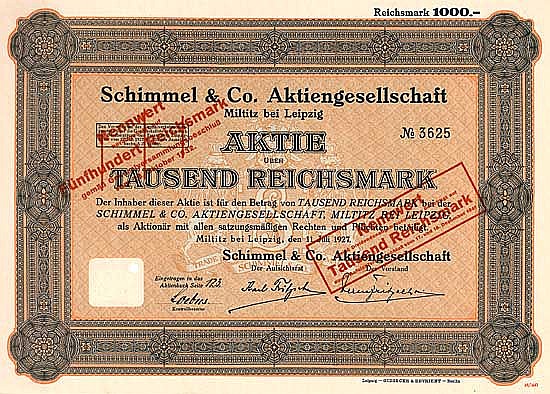 Reichsmark 1000.-
Schimmel & Co. Aktiengesellschaft
Miltitz bei Leipzig
AKTIE
№ 3625
ÜBER
TAUSEND REICHSMARK
Der Inhaber dieser Aktie ist für den Betrag von TAUSEND REICHSMARK bei der
SCHIMMEL & CO. AKTIENGESELLSCHAFT, MILTITZ BEI LEIPZIG,
als Aktionär mit allen satzungsmäßigen Rechten und Pflichten beteiligt.
Miltitz bei Leipzig, den 11. Juli 1927.
Schimmel & Co. Aktiengesellschaft
Der Aufsichtsrat
Der Vorstand
Eingetragen in das
Aktienbuch Seite
Kontrollbeamter
Nennwert
Fünfhundert Reichsmark
Nennwert
Tausend Reichsmark
TRADE
Leipzig — GIESECKE & DEVRIENT — Berlin